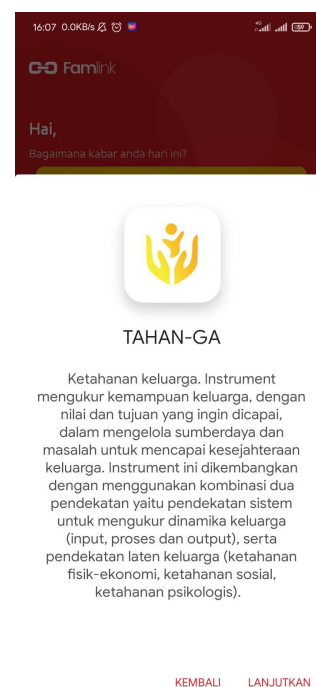 16:07 0.0KB/s
4G
59
Famlink
Hai,
Bagaimana kabar anda hari ini?
TAHAN-GA
Ketahanan keluarga. Instrument
mengukur kemampuan keluarga, dengan
nilai dan tujuan yang ingin dicapai,
dalam mengelola sumberdaya dan
masalah untuk mencapai kesejahteraan
keluarga. Instrument ini dikembangkan
dengan menggunakan kombinasi dua
pendekatan yaitu pendekatan sistem
untuk mengukur dinamika keluarga
(input, proses dan output), serta
pendekatan laten keluarga (ketahanan
fisik-ekonomi, ketahanan sosial,
ketahanan psikologis).
KEMBALI LANJUTKAN